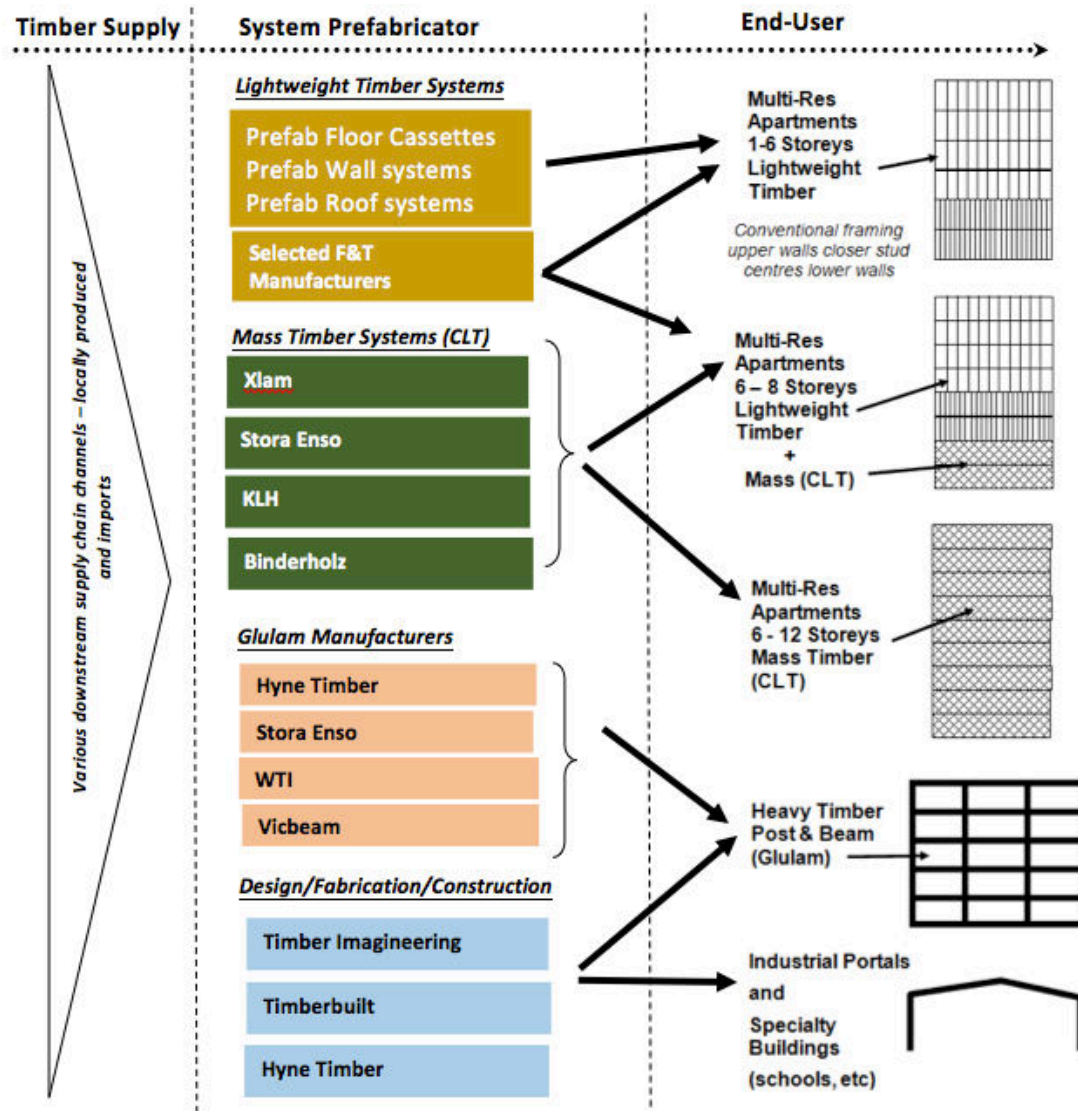 Timber Supply
System Prefabricator
End-User
Various downstream supply chain channels – locally produced
and imports
Lightweight Timber Systems
Prefab Floor Cassettes
Prefab Wall systems
Prefab Roof systems
Selected F&T
Manufacturers
Mass Timber Systems (CLT)
Xlam
Stora Enso
KLH
Binderholz
Glulam Manufacturers
Hyne Timber
Stora Enso
WTI
Vicbeam
Design/Fabrication/Construction
Timber Imagineering
Timberbuilt
Hyne Timber
Multi-Res
Apartments
1-6 Storeys
Lightweight
Timber
Conventional framing
upper walls closer stud
centres lower walls
Multi-Res
Apartments
6 – 8 Storeys
Lightweight
Timber
+
Mass (CLT)
Multi-Res
Apartments
6 - 12 Storeys
Mass Timber
(CLT)
Heavy Timber
Post & Beam
(Glulam)
Industrial Portals
and
Specialty
Buildings
(schools, etc)